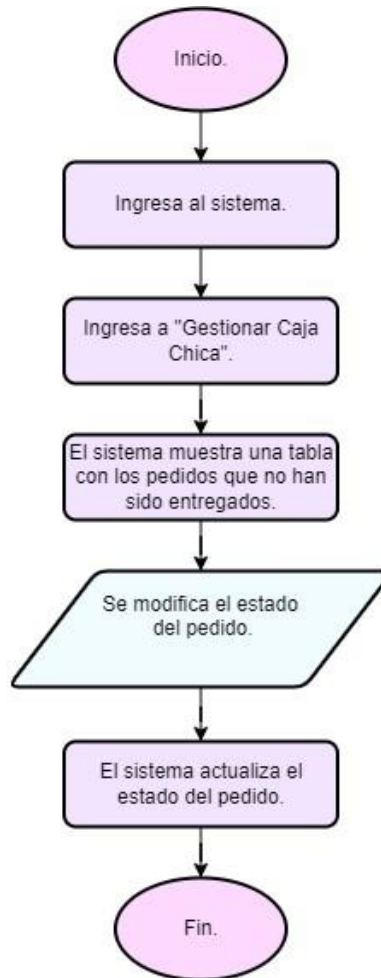 Inicio.
Ingresa al sistema.
Ingresa a "Gestionar Caja
Chica".
El sistema muestra una tabla
con los pedidos que no han
sido entregados.
Se modifica el estado
del pedido.
El sistema actualiza el
estado del pedido.
Fin.